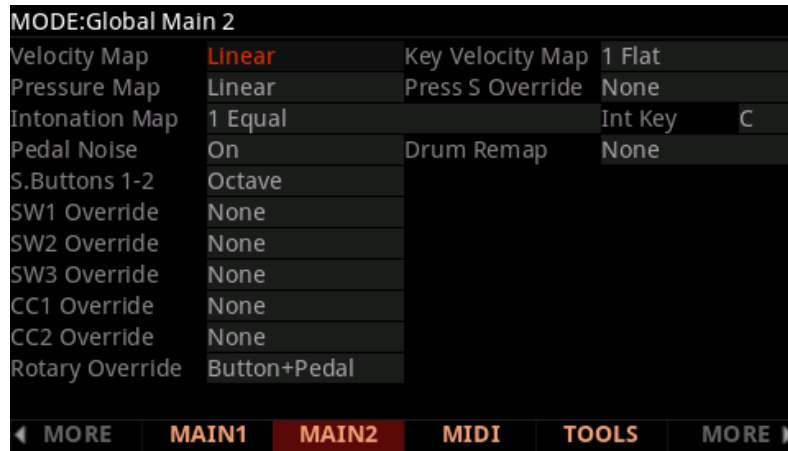 MODE:Global Main 2
Velocity Map Linear Key Velocity Map 1 Flat
Pressure Map Linear Press S Override None
Intonation Map 1 Equal Int Key C
Pedal Noise On Drum Remap None
S.Buttons 1-2 Octave
SW1 Override None
SW2 Override None
SW3 Override None
CC1 Override None
CC2 Override None
Rotary Override Button+Pedal
MORE MAIN1 MAIN2 MIDI TOOLS MORE